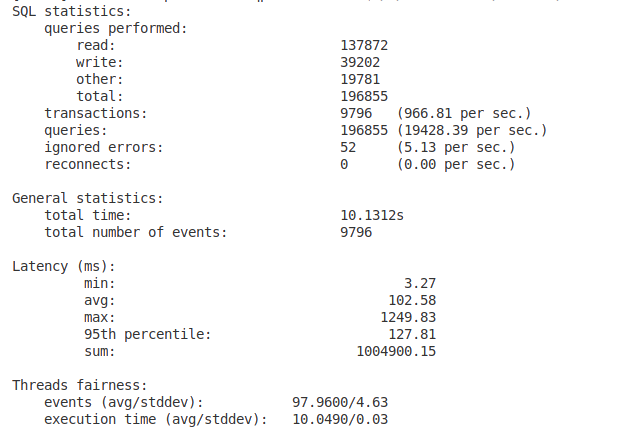 SQL statistics:
    queries performed:
        read:                            137872
        write:                           39202
        other:                           19781
        total:                           196855
    transactions:                        9796   (966.81 per sec.)
    queries:                             196855 (19428.39 per sec.)
    ignored errors:                      52     (5.13 per sec.)
    reconnects:                          0      (0.00 per sec.)

General statistics:
    total time:                          10.1312s
    total number of events:              9796

Latency (ms):
         min:                                    3.27
         avg:                                  102.58
         max:                                 1249.83
         95th percentile:                      127.81
         sum:                              1004900.15

Threads fairness:
    events (avg/stddev):           97.9600/4.63
    execution time (avg/stddev):   10.0490/0.03